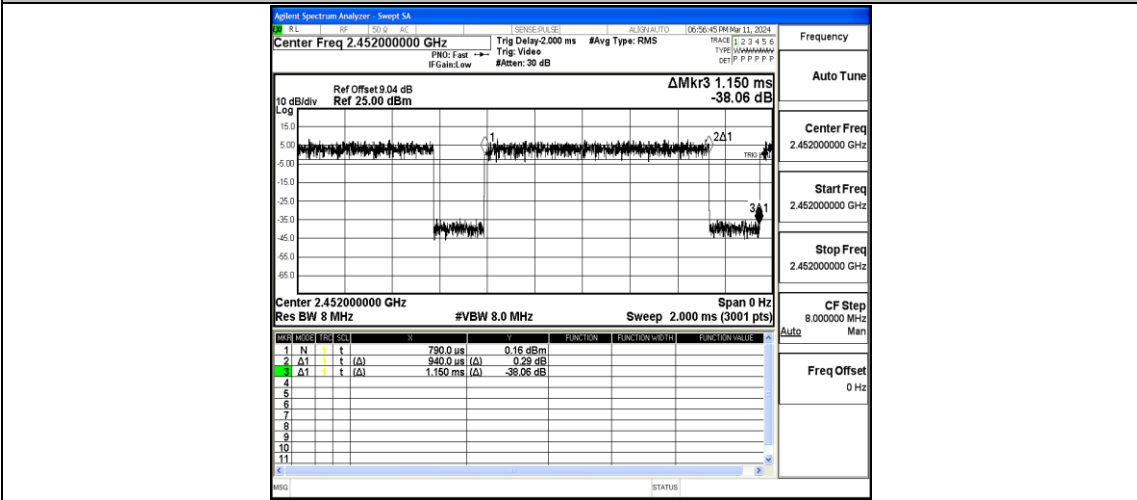 Agilent Spectrum Analyzer - Swept SA
RL RF 50 Ω AC SENSE:PULSE ALIGN AUTO 06:56:45 PM Mar 11, 2024
Center Freq 2.452000000 GHz
PNO: Fast
IFGain:Low
Trig Delay-2.000 ms
Trig: Video
#Atten: 30 dB
#Avg Type: RMS
TRACE 1 2 3 4 5 6
TYPE
DET P P P P P P
ΔMkr3 1.150 ms
-38.06 dB
Ref Offset 9.04 dB
10 dB/div Ref 25.00 dBm
Log
15.0
5.00
-5.00
-15.0
-25.0
-35.0
-45.0
-55.0
-65.0
1
2Δ1
3Δ1
Center 2.452000000 GHz Span 0 Hz
Res BW 8 MHz #VBW 8.0 MHz Sweep 2.000 ms (3001 pts)
MKR MODE TRC SCL X Y FUNCTION FUNCTION WIDTH FUNCTION VALUE
1 N 1 t 790.0 µs 0.16 dBm
2 Δ1 1 t (Δ) 940.0 µs (Δ) 0.29 dB
3 Δ1 1 t (Δ) 1.150 ms (Δ) -38.06 dB
4
5
6
7
8
9
10
11
MSG STATUS
Frequency
Auto Tune
Center Freq
2.452000000 GHz
Start Freq
2.452000000 GHz
Stop Freq
2.452000000 GHz
CF Step
8.000000 MHz
Auto Man
Freq Offset
0 Hz